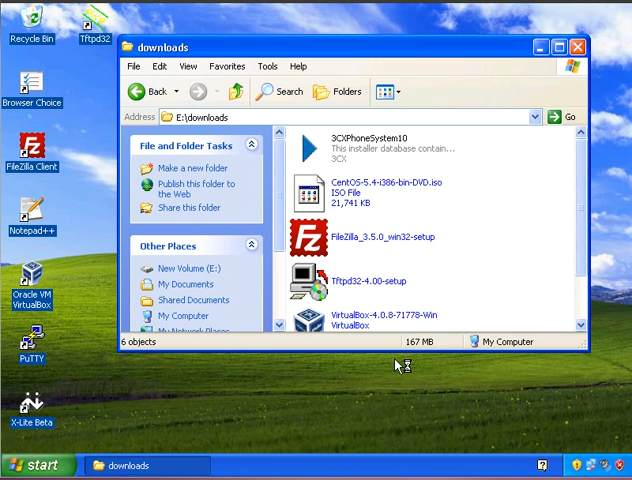 Recycle Bin
Tftpd32
Browser Choice
FileZilla Client
Notepad++
Oracle VM
VirtualBox
PuTTY
X-Lite Beta
downloads
File Edit View Favorites Tools Help
Back Search Folders
Address E:\downloads Go
File and Folder Tasks
Make a new folder
Publish this folder to
the Web
Share this folder
Other Places
New Volume (E:)
My Documents
Shared Documents
My Computer
My Network Places
3CXPhoneSystem10
This installer database contain...
3CX
CentOS-5.4-i386-bin-DVD.iso
ISO File
21,741 KB
FileZilla_3.5.0_win32-setup
Tftpd32-4.00-setup
VirtualBox-4.0.8-71778-Win
VirtualBox
6 objects 167 MB My Computer
start downloads